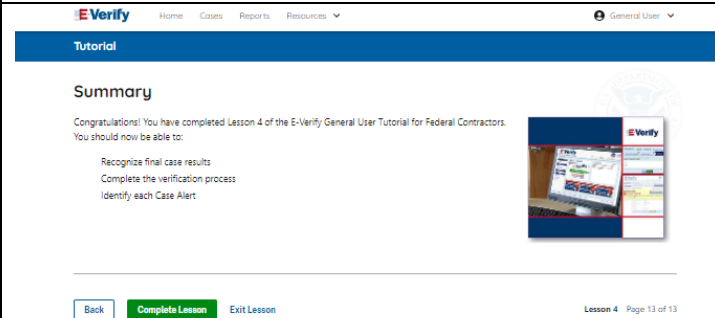 E-Verify Home Cases Reports Resources General User
Tutorial
Summary
Congratulations! You have completed Lesson 4 of the E-Verify General User Tutorial for Federal Contractors.
You should now be able to:
Recognize final case results
Complete the verification process
Identify each Case Alert
E-Verify
Back Complete Lesson Exit Lesson Lesson 4 Page 13 of 13